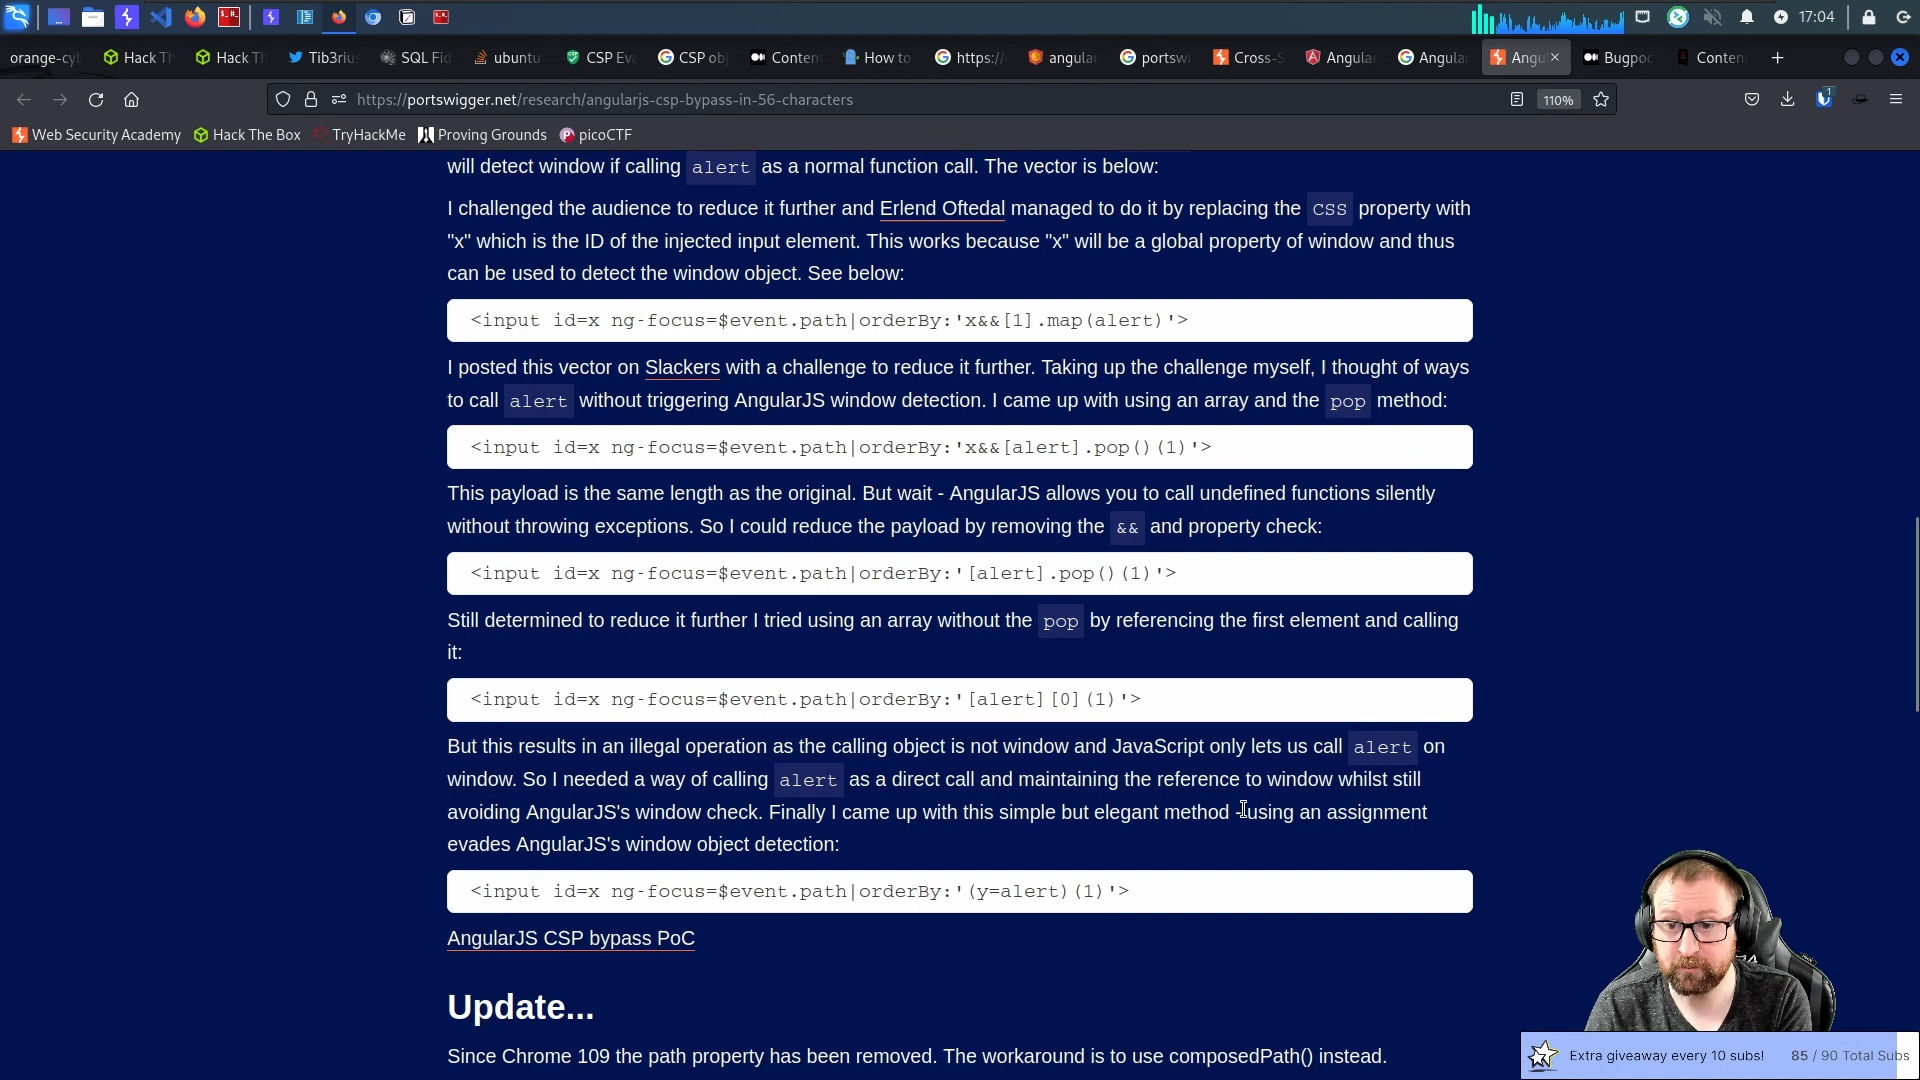 17:04
orange-cy
Hack Th
Hack Th
Tib3rius
SQL Fid
ubuntu
CSP Eva
CSP obj
Content
How to
https:/
angular
portswi
Cross-S
Angular
Angular
Angul
Bugpo
Conten
https://portswigger.net/research/angularjs-csp-bypass-in-56-characters
110%
1
Web Security Academy
Hack The Box
TryHackMe
Proving Grounds
picoCTF
will detect window if calling alert as a normal function call. The vector is below:
I challenged the audience to reduce it further and Erlend Oftedal managed to do it by replacing the CSS property with
"x" which is the ID of the injected input element. This works because "x" will be a global property of window and thus
can be used to detect the window object. See below:
<input id=x ng-focus=$event.path|orderBy:'x&&[1].map(alert)'>
I posted this vector on Slackers with a challenge to reduce it further. Taking up the challenge myself, I thought of ways
to call alert without triggering AngularJS window detection. I came up with using an array and the pop method:
<input id=x ng-focus=$event.path|orderBy:'x&&[alert].pop()(1)'>
This payload is the same length as the original. But wait - AngularJS allows you to call undefined functions silently
without throwing exceptions. So I could reduce the payload by removing the && and property check:
<input id=x ng-focus=$event.path|orderBy:'[alert].pop()(1)'>
Still determined to reduce it further I tried using an array without the pop by referencing the first element and calling
it:
<input id=x ng-focus=$event.path|orderBy:'[alert][0](1)'>
But this results in an illegal operation as the calling object is not window and JavaScript only lets us call alert on
window. So I needed a way of calling alert as a direct call and maintaining the reference to window whilst still
avoiding AngularJS's window check. Finally I came up with this simple but elegant method - using an assignment
evades AngularJS's window object detection:
<input id=x ng-focus=$event.path|orderBy:'(y=alert)(1)'>
AngularJS CSP bypass PoC
Update...
Since Chrome 109 the path property has been removed. The workaround is to use composedPath() instead.
Extra giveaway every 10 subs!
85 / 90 Total Subs